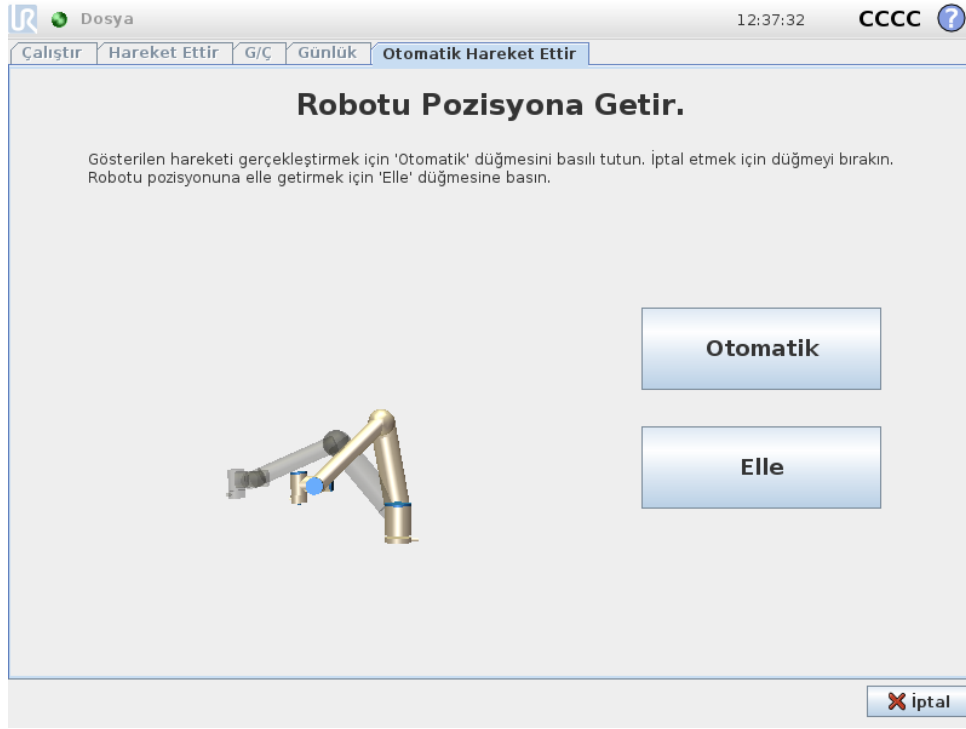 UR Dosya 12:37:32 CCCC ?
Çalıştır Hareket Ettir G/Ç Günlük Otomatik Hareket Ettir
Robotu Pozisyona Getir.
Gösterilen hareketi gerçekleştirmek için 'Otomatik' düğmesini basılı tutun. İptal etmek için düğmeyi bırakın.
Robotu pozisyonuna elle getirmek için 'Elle' düğmesine basın.
Otomatik
Elle
İptal